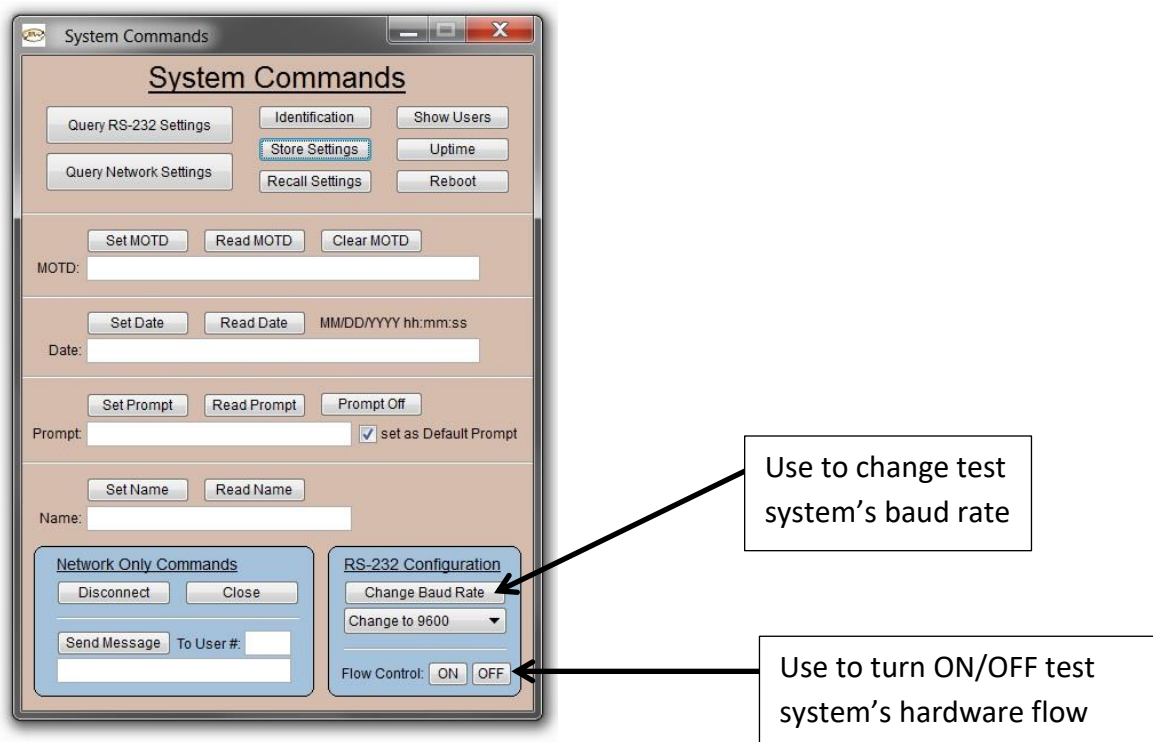 System Commands
System Commands
Query RS-232 Settings
Identification
Show Users
Store Settings
Uptime
Query Network Settings
Recall Settings
Reboot
Set MOTD Read MOTD Clear MOTD
MOTD:
Set Date Read Date MM/DD/YYYY hh:mm:ss
Date:
Set Prompt Read Prompt Prompt Off
Prompt: set as Default Prompt
Set Name Read Name
Name:
Network Only Commands
Disconnect Close
Send Message To User #:
RS-232 Configuration
Change Baud Rate
Change to 9600
Flow Control: ON OFF
Use to change test
system’s baud rate
Use to turn ON/OFF test
system’s hardware flow